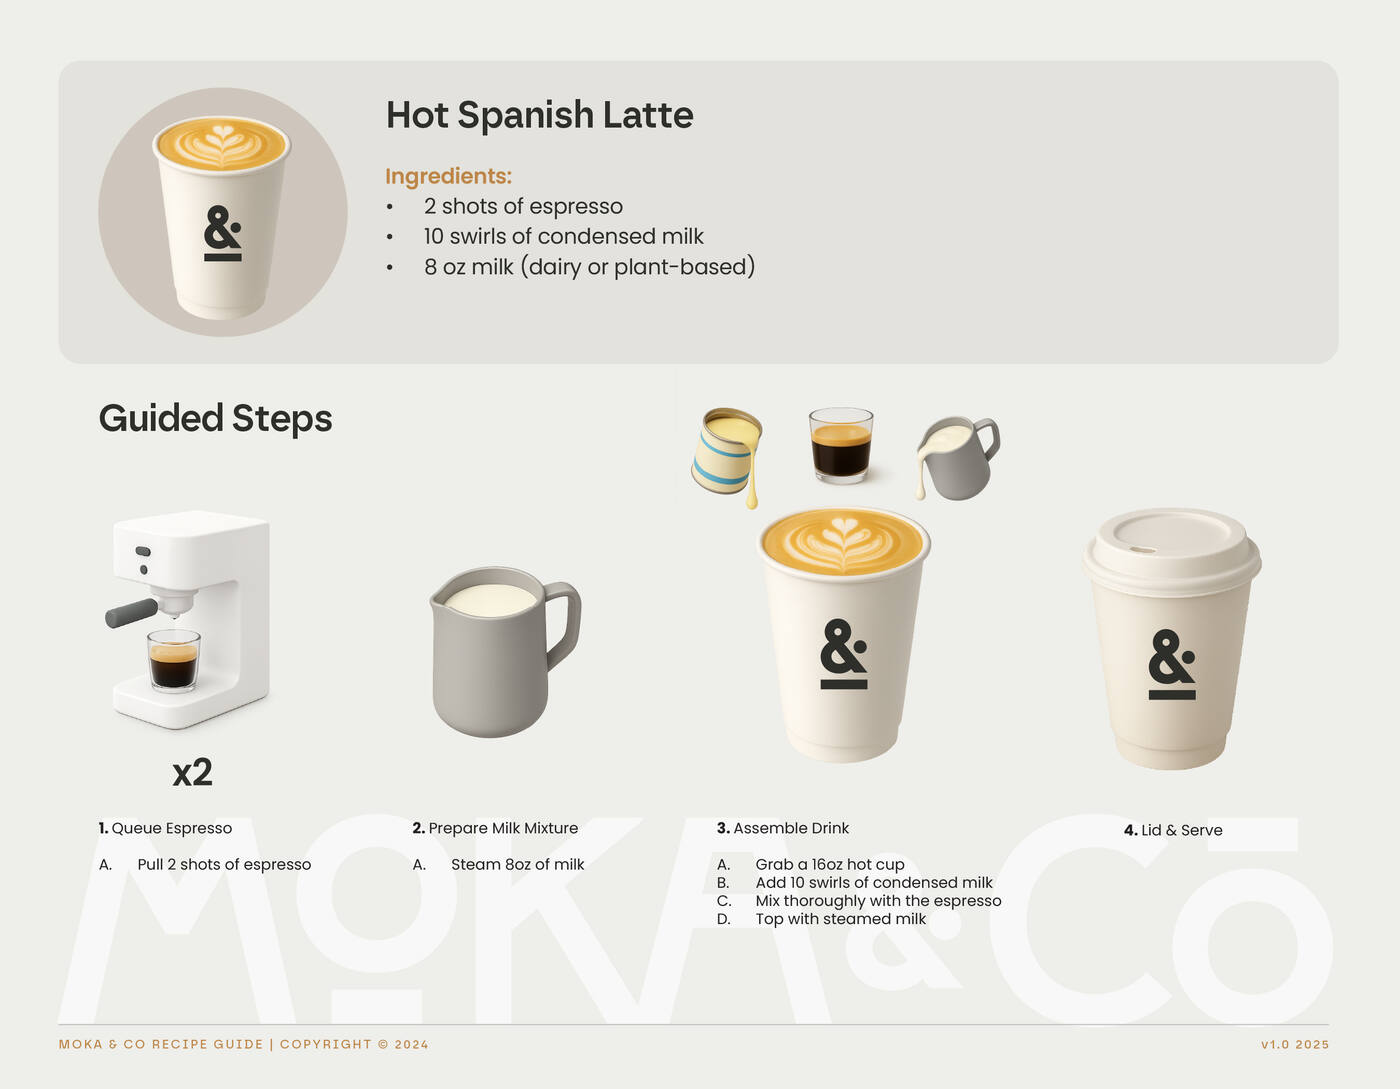 Hot Spanish Latte
Ingredients:
• 2 shots of espresso
• 10 swirls of condensed milk
• 8 oz milk (dairy or plant-based)
&
Guided Steps
&
&
x2
1. Queue Espresso
A. Pull 2 shots of espresso
2. Prepare Milk Mixture
A. Steam 8oz of milk
3. Assemble Drink
A. Grab a 16oz hot cup
B. Add 10 swirls of condensed milk
C. Mix thoroughly with the espresso
D. Top with steamed milk
4. Lid & Serve
MOKA & CO
MOKA & CO RECIPE GUIDE | COPYRIGHT © 2024
v1.0 2025